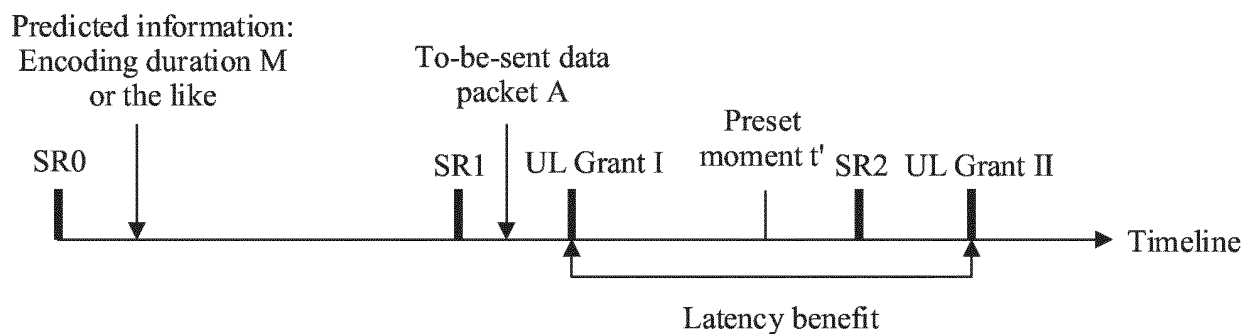 Predicted information:
Encoding duration M
or the like
To-be-sent data
packet A
Preset
moment t'
SR0
SR1
UL Grant I
SR2
UL Grant II
Timeline
Latency benefit